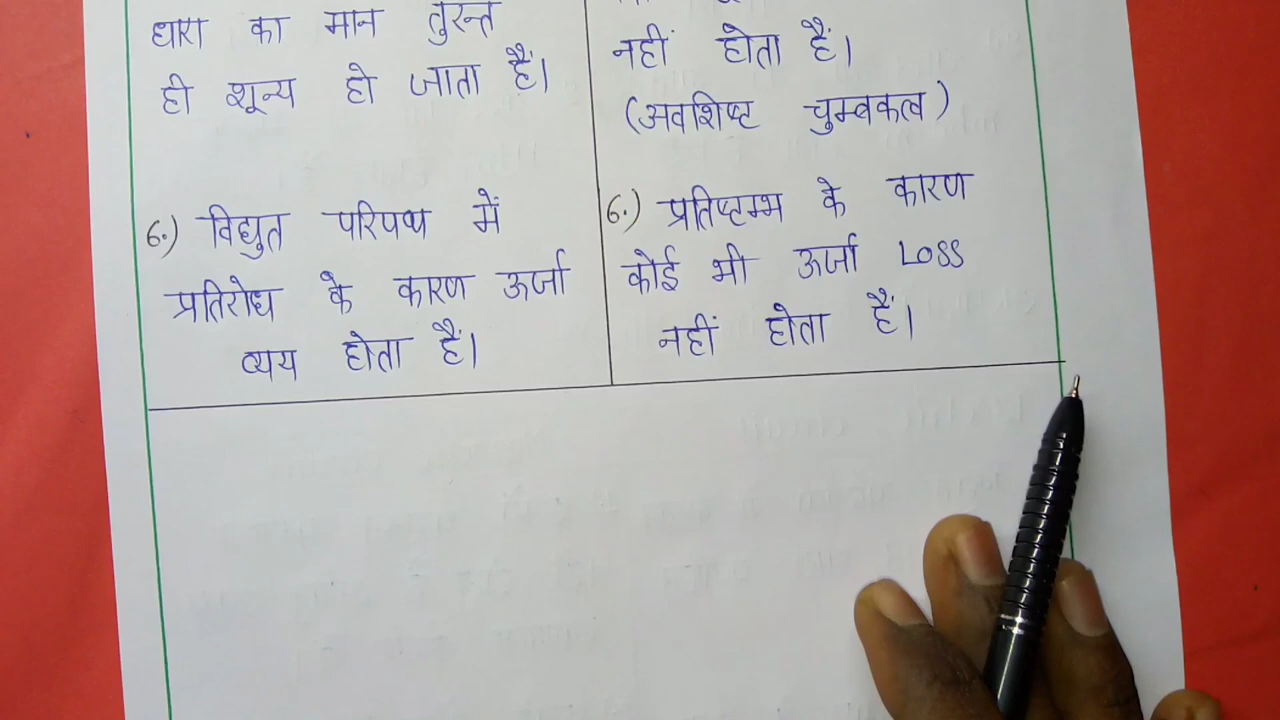 धारा का मान तुरन्त
ही शून्य हो जाता हैं।
6.) विद्युत परिपथ में
प्रतिरोध के कारण ऊर्जा
व्यय होता हैं।
नहीं होता हैं।
(अवशिष्ट चुम्बकत्व)
6.) प्रतिष्टम्भ के कारण
कोई भी ऊर्जा LOSS
नहीं होता हैं।